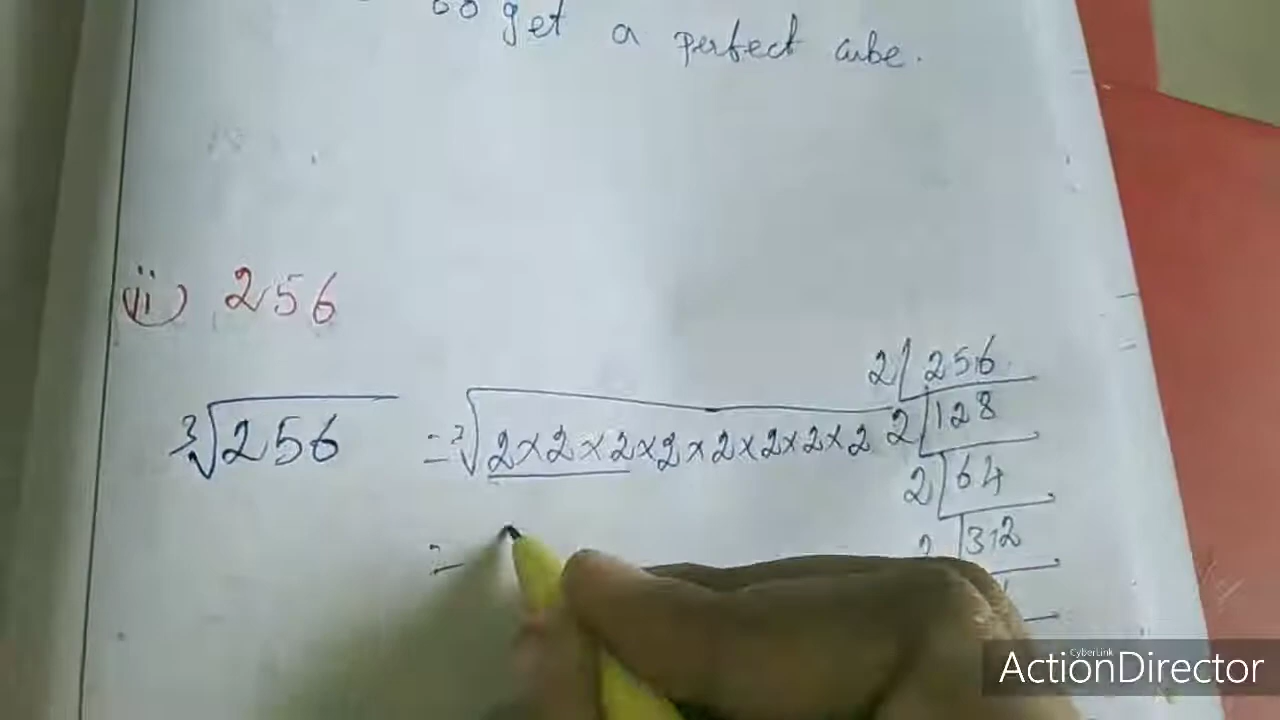 to get a perfect cube.
ii) 256
2 | 256
∛256 = ∛2×2×2×2×2×2×2×2
2 | 128
2 | 64
2 | 32
=
CyberLink
ActionDirector